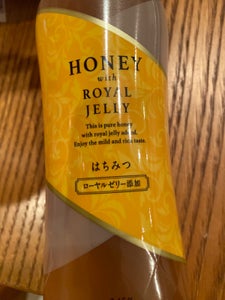 HONEY
with
ROYAL
JELLY
This is pure honey
with royal jelly added.
Enjoy the mild and rich taste.
はちみつ
ローヤルゼリー添加